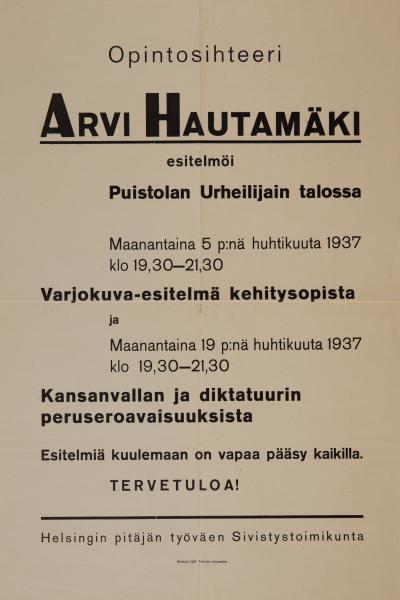 Opintosihteeri
ARVI HAUTAMÄKI
esitelmöi
Puistolan Urheilijain talossa
Maanantaina 5 p:nä huhtikuuta 1937
klo 19,30—21,30
Varjokuva-esitelmä kehitysopista
ja
Maanantaina 19 p:nä huhtikuuta 1937
klo 19,30—21,30
Kansanvallan ja diktatuurin
peruseroavaisuuksista
Esitelmiä kuulemaan on vapaa pääsy kaikilla.
TERVETULOA!
Helsingin pitäjän työväen Sivistystoimikunta